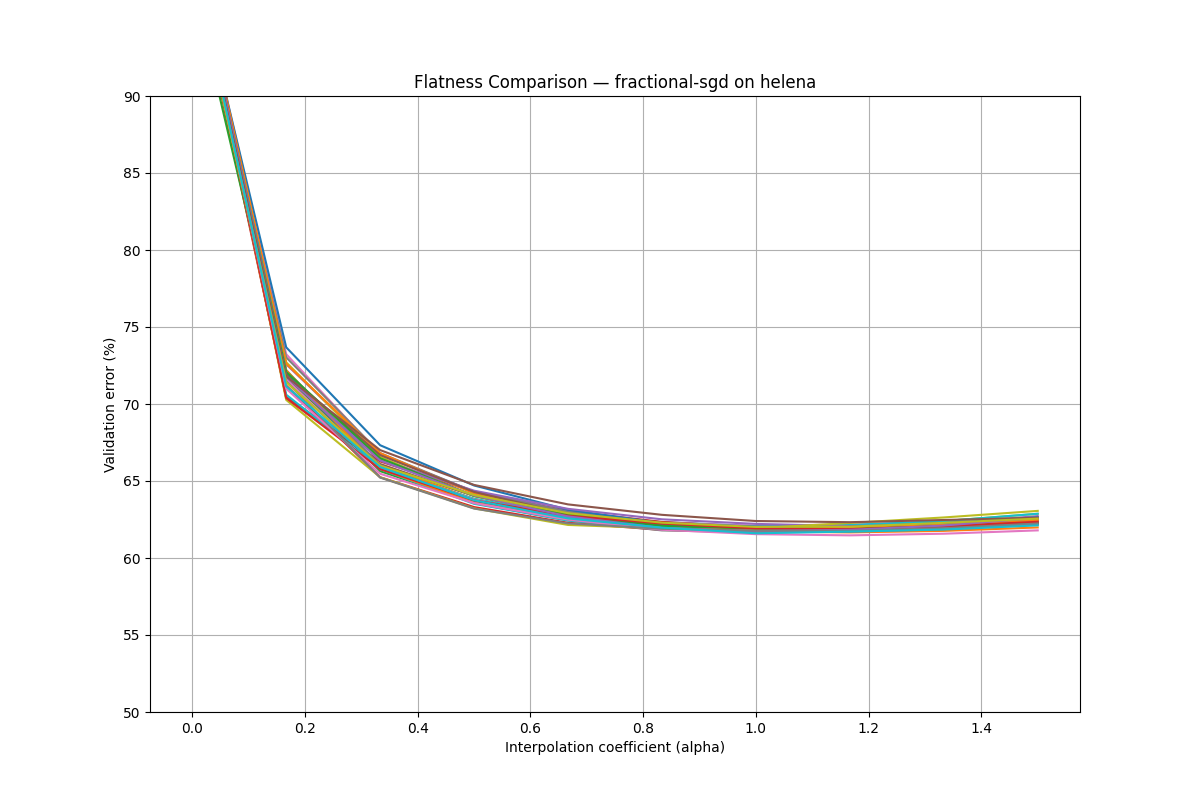 Flatness Comparison — fractional-sgd on helena
90
85
80
75
70
65
60
55
50
Validation error (%)
0.0 0.2 0.4 0.6 0.8 1.0 1.2 1.4
Interpolation coefficient (alpha)